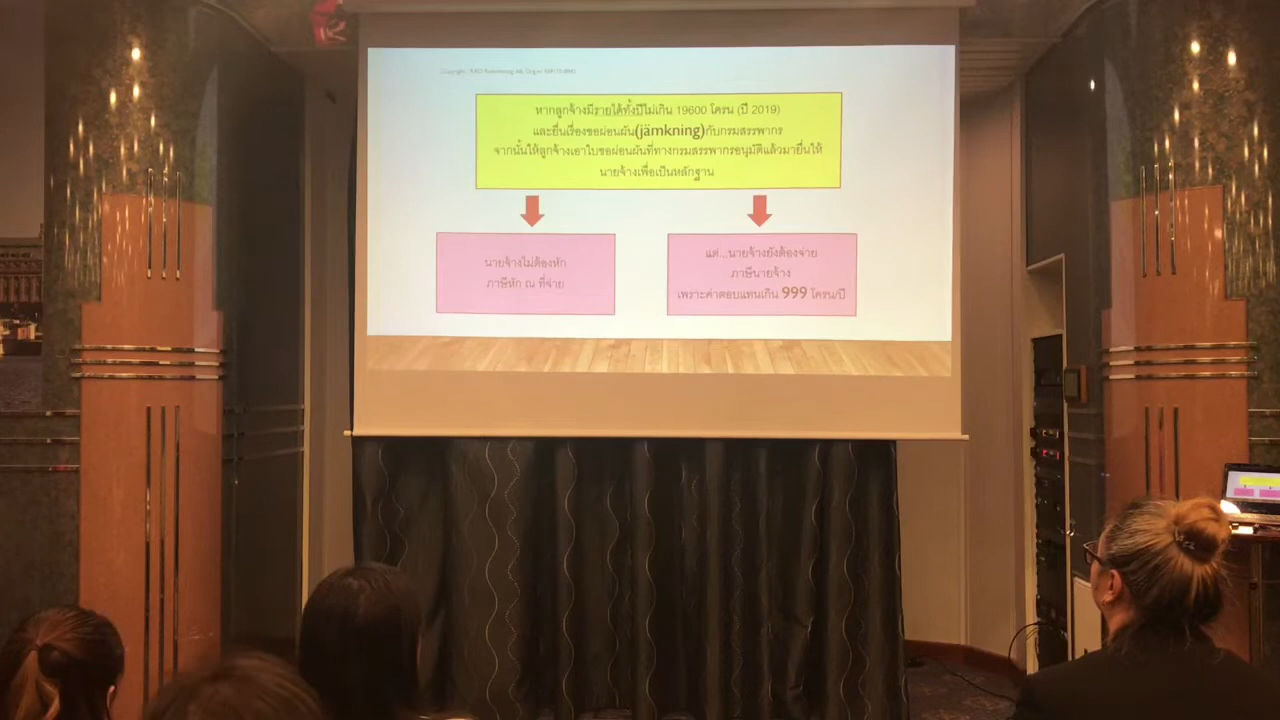 หากลูกจ้างมีรายได้ทั้งปีไม่เกิน 19600 โครน (ปี 2019)
และยื่นเรื่องขอผ่อนผัน(jämkning)กับกรมสรรพากร
จากนั้นให้ลูกจ้างเอาใบขอผ่อนผันที่ทางกรมสรรพากรอนุมัติแล้วมายื่นให้
นายจ้างเพื่อเป็นหลักฐาน
นายจ้างไม่ต้องหัก
ภาษีหัก ณ ที่จ่าย
แต่...นายจ้างยังต้องจ่าย
ภาษีนายจ้าง
เพราะค่าตอบแทนเกิน 999 โครน/ปี